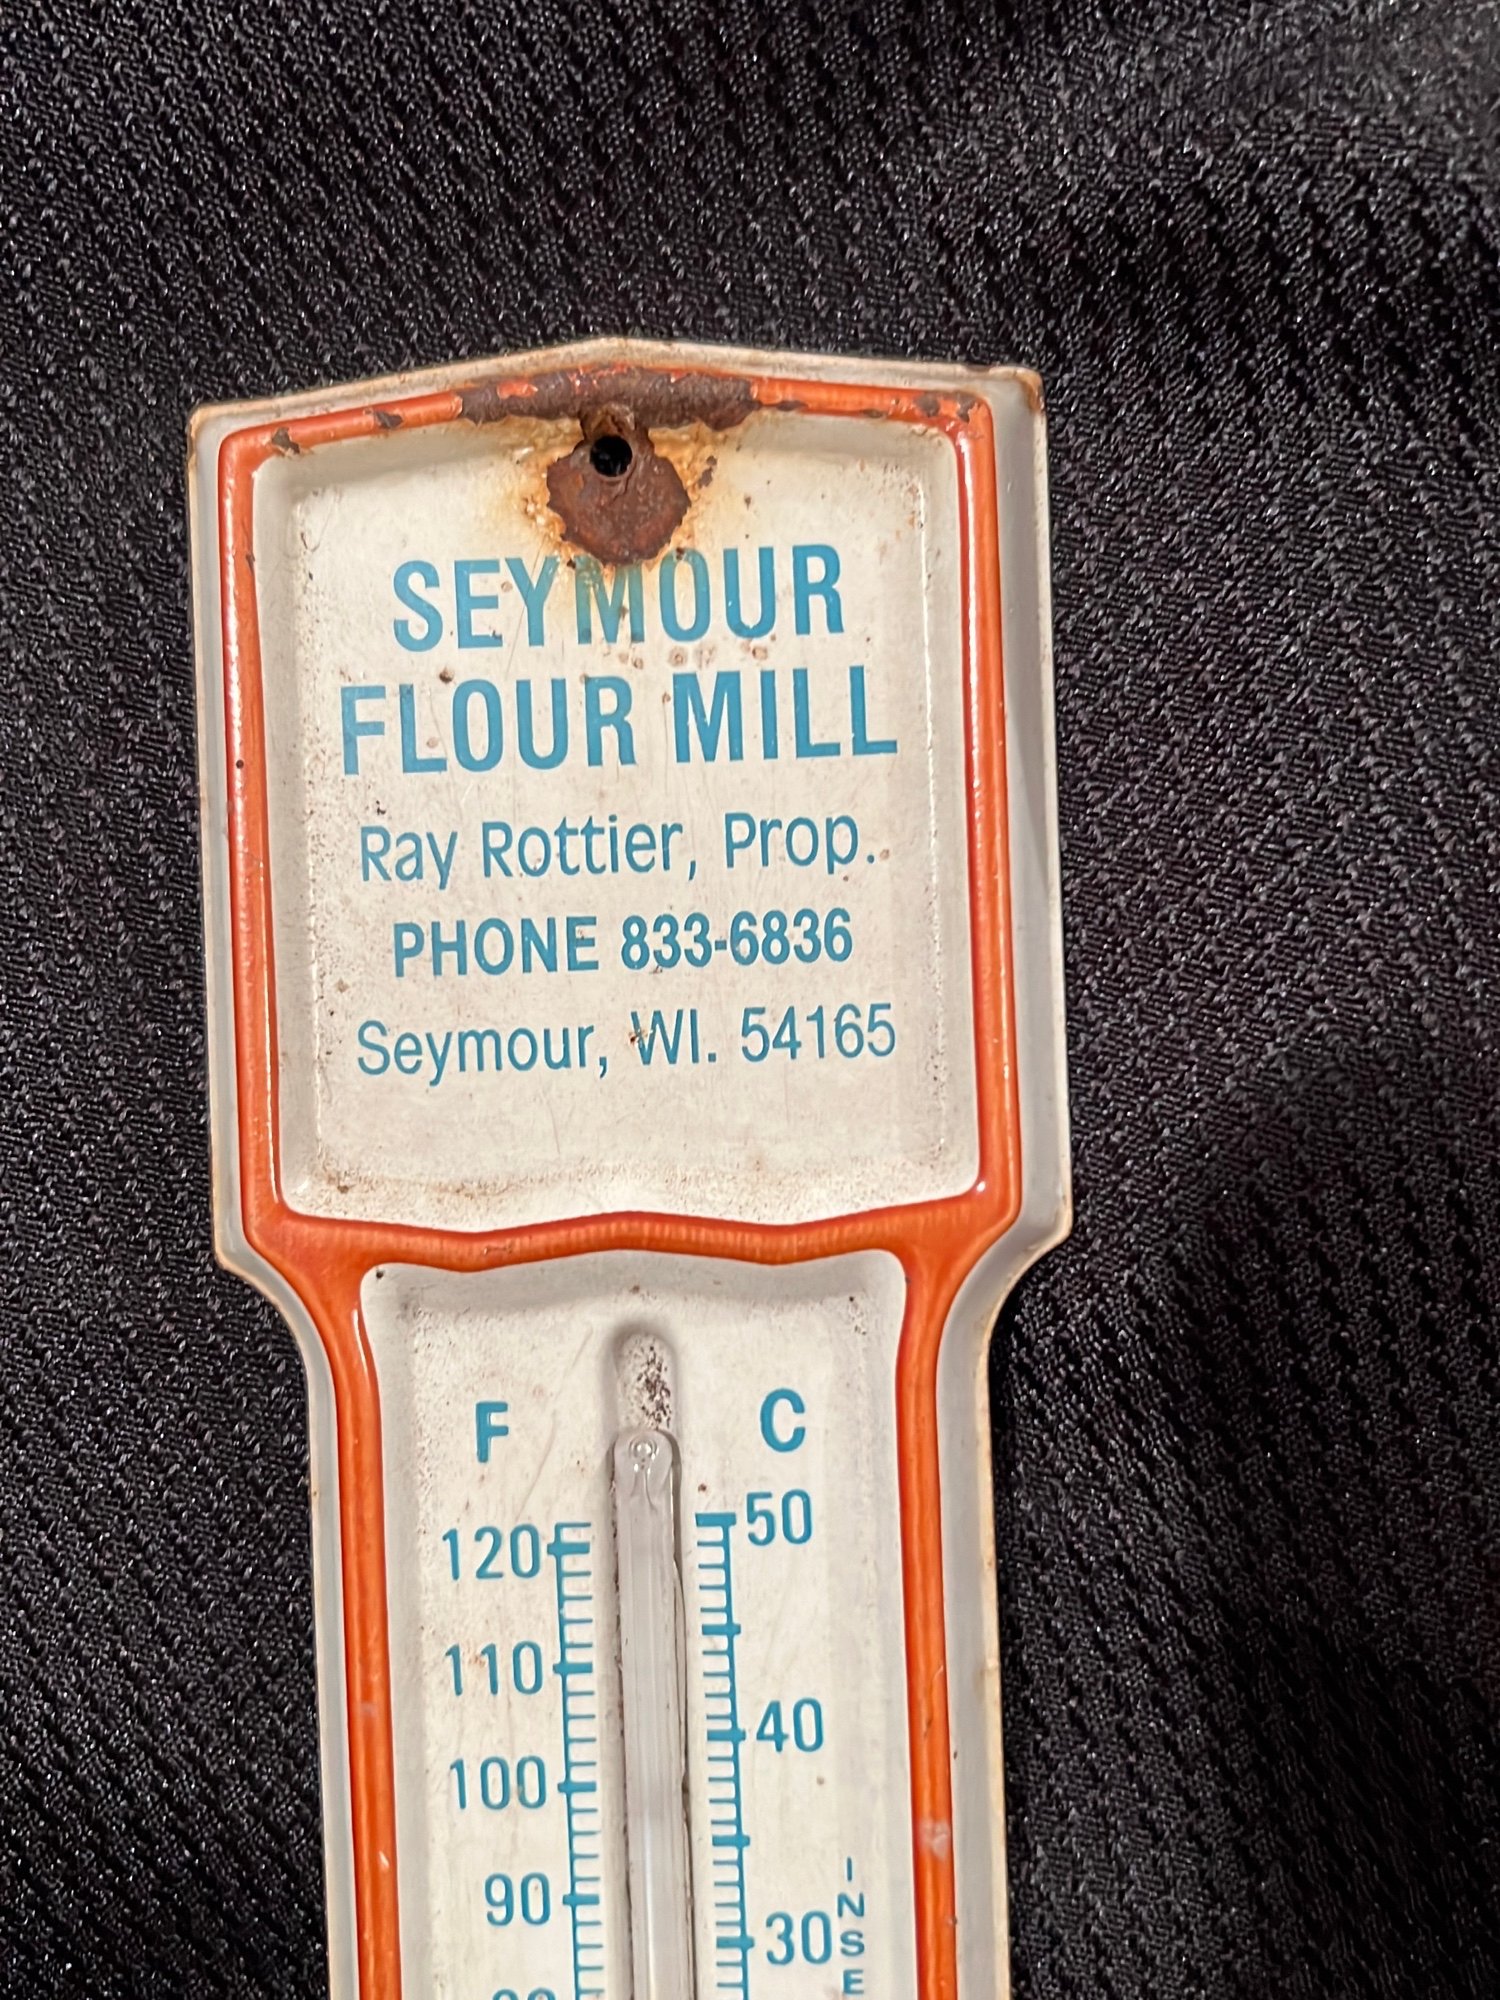 SEYMOUR
FLOUR MILL
Ray Rottier, Prop.
PHONE 833-6836
Seymour, WI. 54165
F C
120 50
110
40
100
90
30
INSE